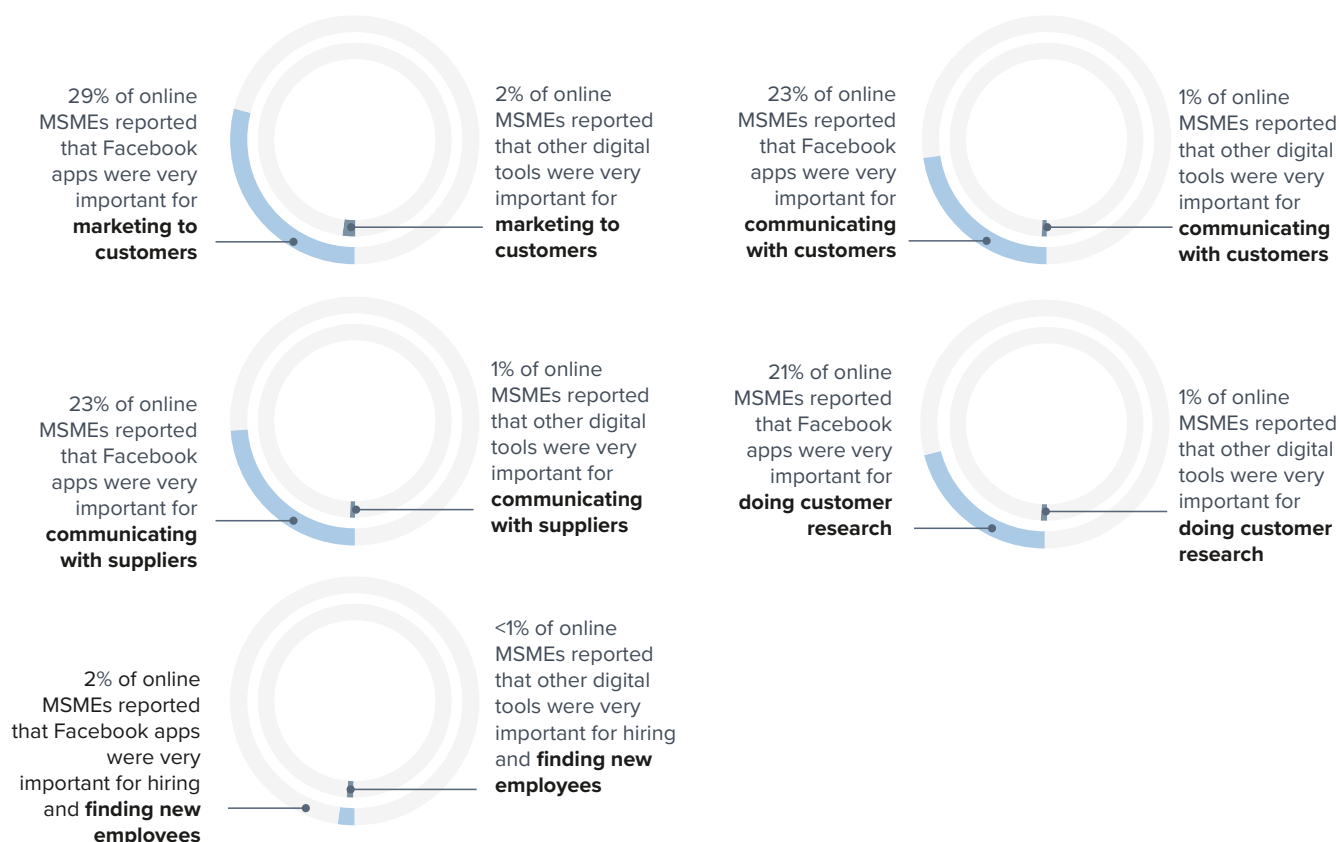 29% of online
MSMEs reported
that Facebook
apps were very
important for
marketing to
customers
2% of online
MSMEs reported
that other digital
tools were very
important for
marketing to
customers
23% of online
MSMEs reported
that Facebook
apps were very
important for
communicating
with customers
1% of online
MSMEs reported
that other digital
tools were very
important for
communicating
with customers
23% of online
MSMEs reported
that Facebook
apps were very
important for
communicating
with suppliers
1% of online
MSMEs reported
that other digital
tools were very
important for
communicating
with suppliers
21% of online
MSMEs reported
that Facebook
apps were very
important for
doing customer
research
1% of online
MSMEs reported
that other digital
tools were very
important for
doing customer
research
2% of online
MSMEs reported
that Facebook apps
were very
important for hiring
and finding new
employees
<1% of online
MSMEs reported
that other digital
tools were very
important for hiring
and finding new
employees